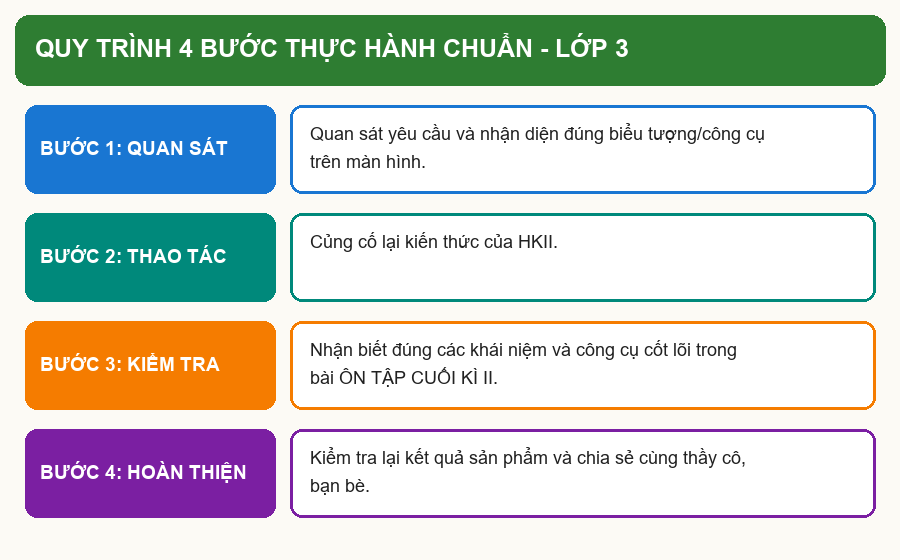 QUY TRÌNH 4 BƯỚC THỰC HÀNH CHUẨN - LỚP 3
BƯỚC 1: QUAN SÁT
Quan sát yêu cầu và nhận diện đúng biểu tượng/công cụ
trên màn hình.
BƯỚC 2: THAO TÁC
Củng cố lại kiến thức của HKII.
BƯỚC 3: KIỂM TRA
Nhận biết đúng các khái niệm và công cụ cốt lõi trong
bài ÔN TẬP CUỐI KÌ II.
BƯỚC 4: HOÀN THIỆN
Kiểm tra lại kết quả sản phẩm và chia sẻ cùng thầy cô,
bạn bè.